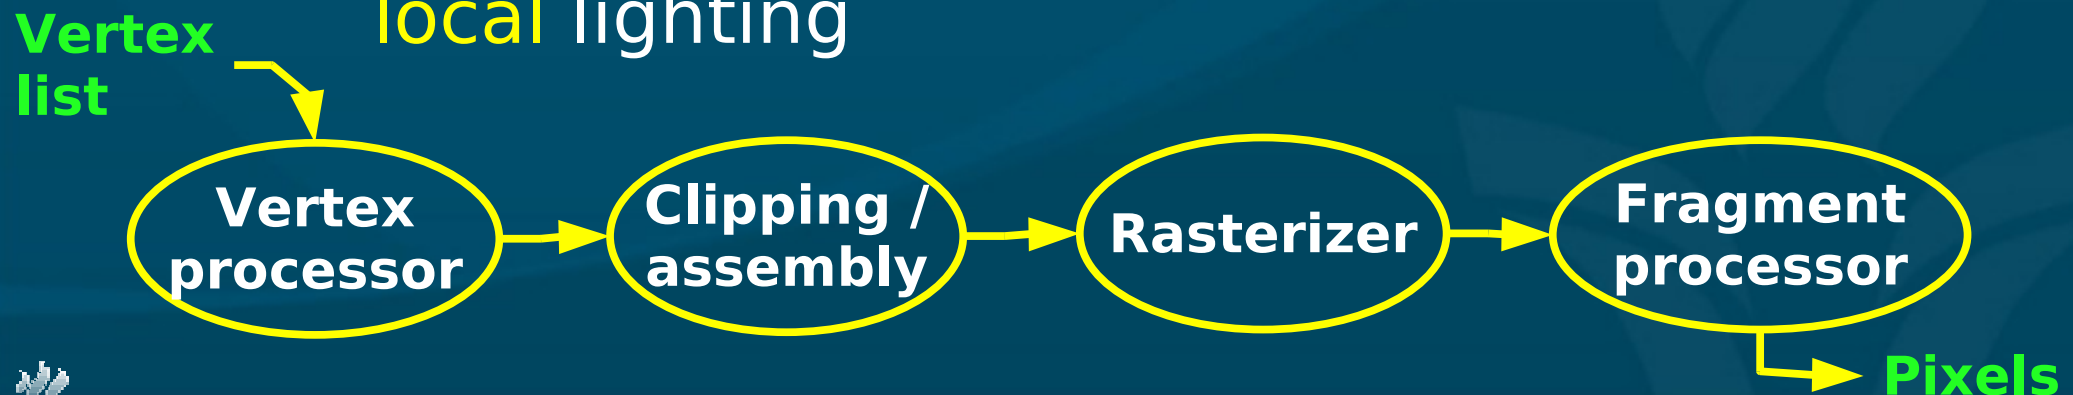 local lighting
Vertex
list
Vertex
processor
Clipping /
assembly
Rasterizer
Fragment
processor
Pixels